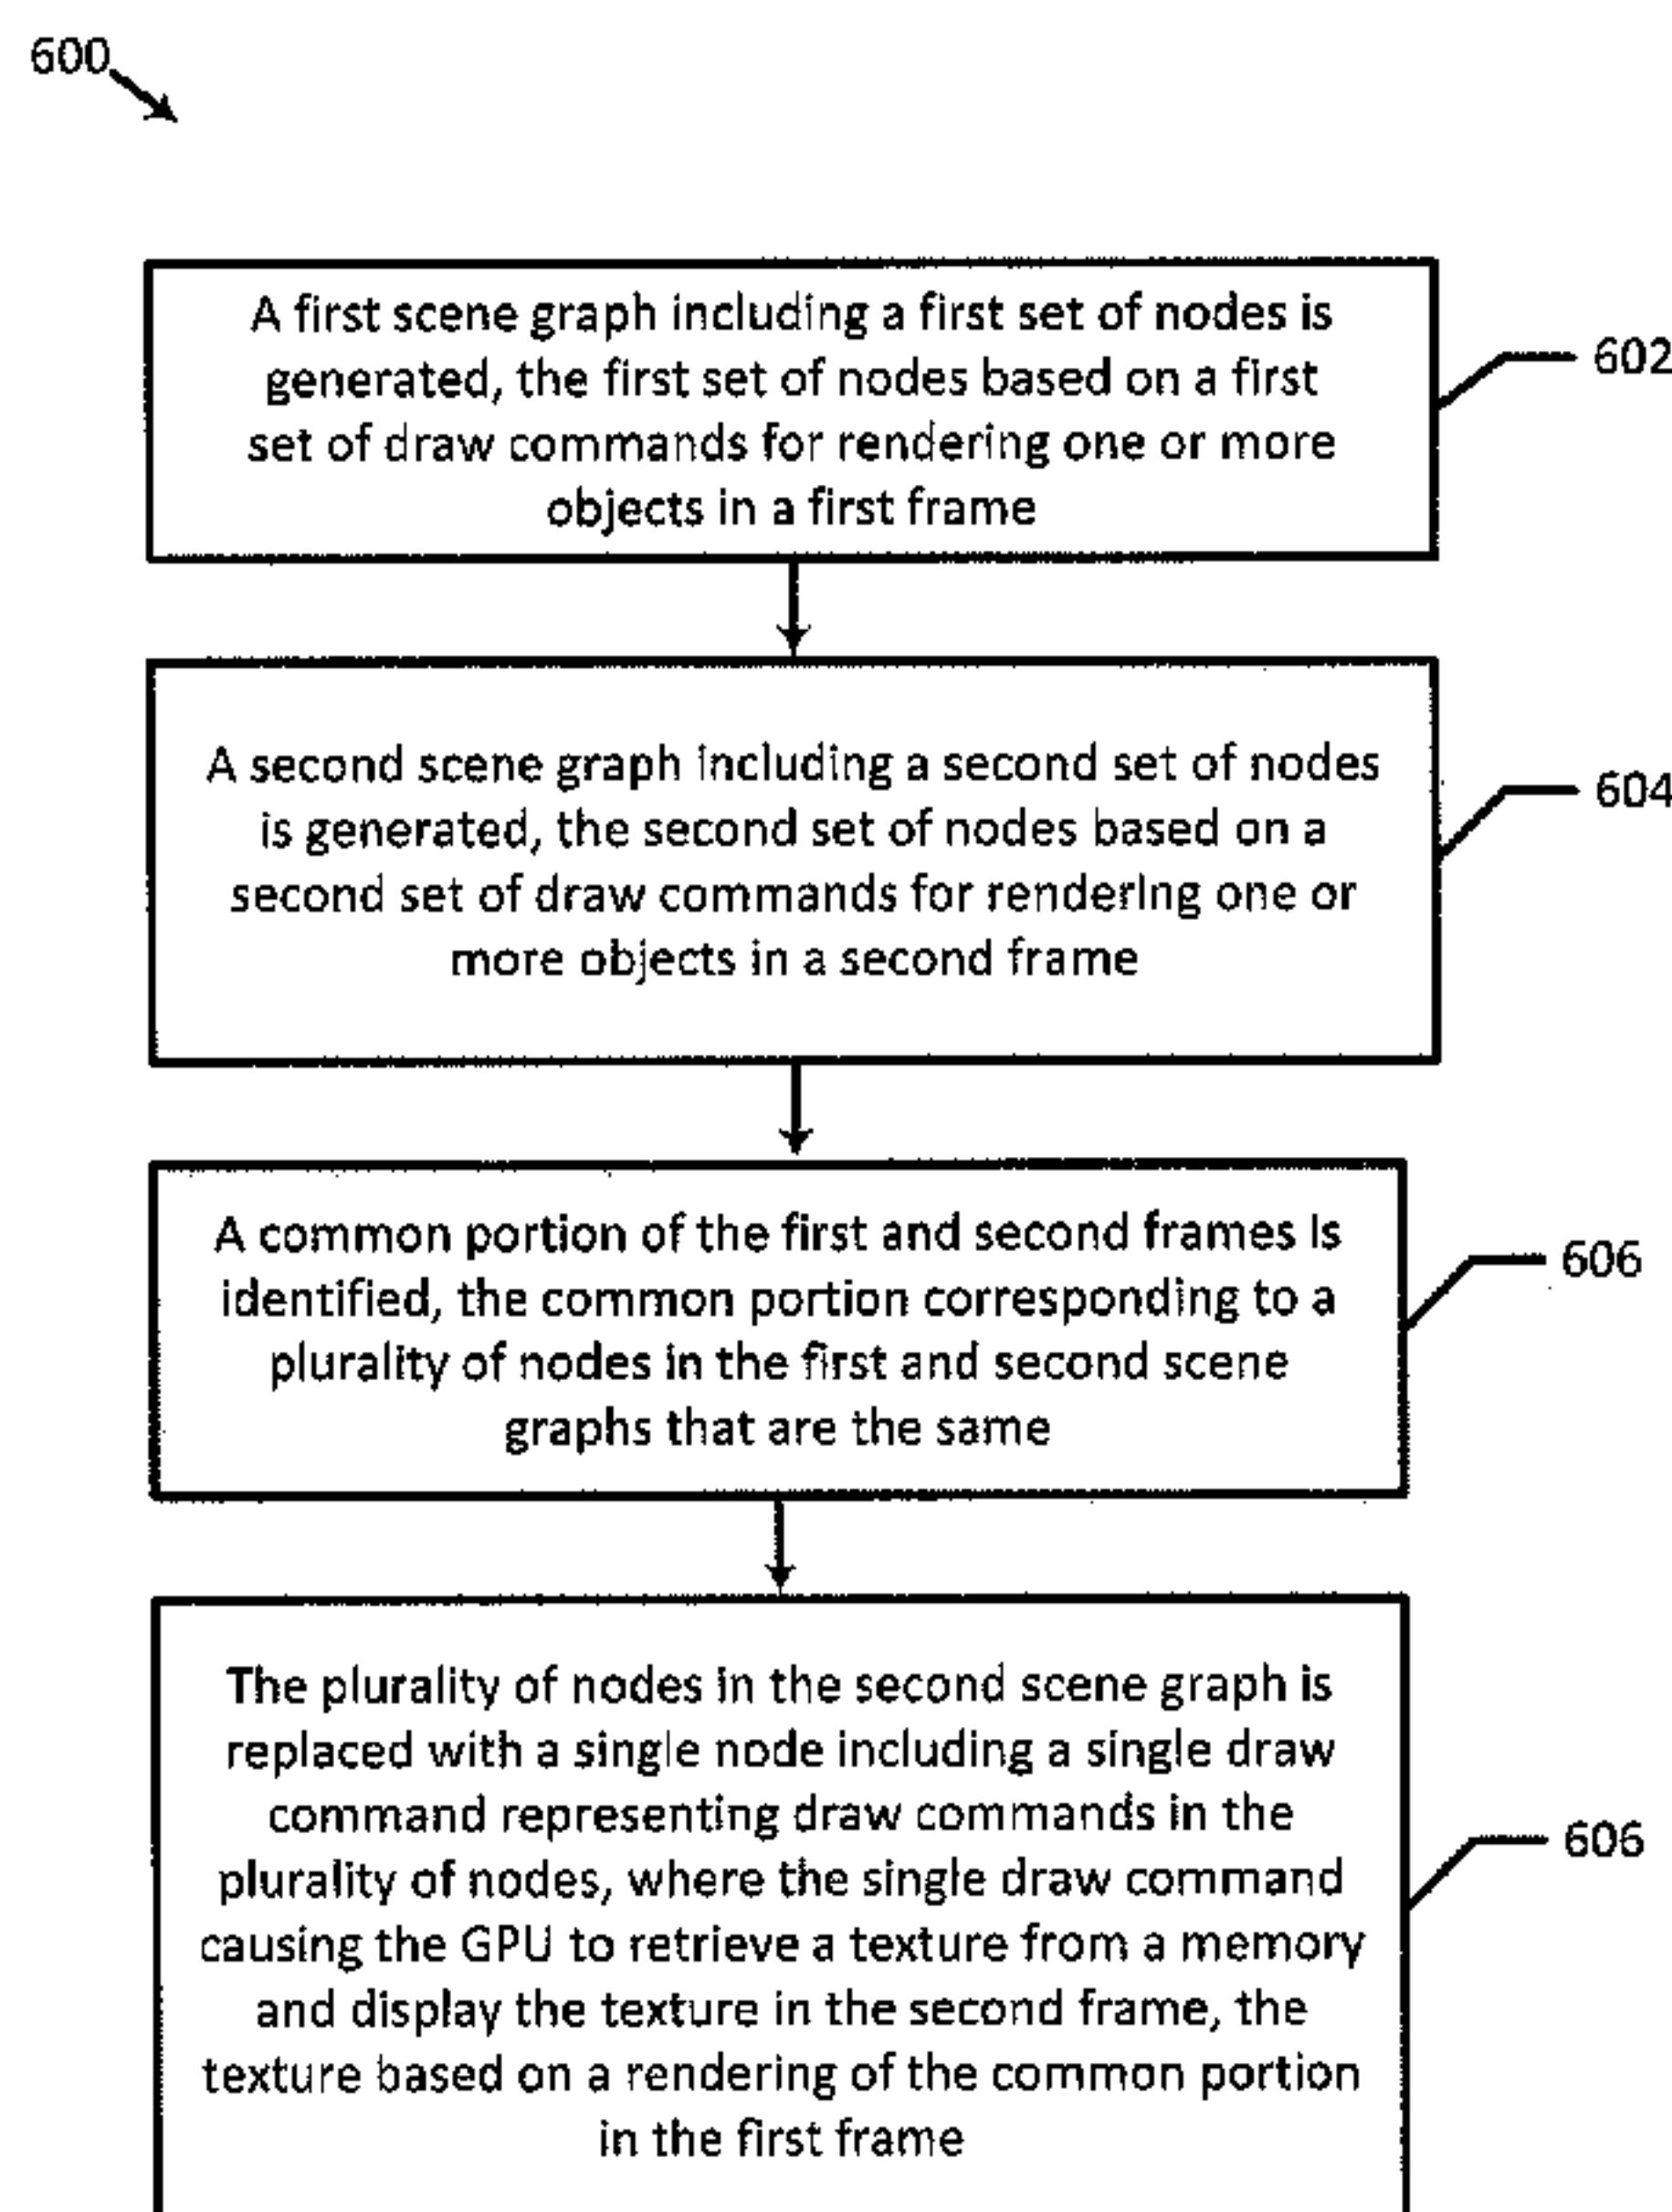 600
A first scene graph including a first set of nodes is
generated, the first set of nodes based on a first
set of draw commands for rendering one or more
objects in a first frame
602
A second scene graph including a second set of nodes
is generated, the second set of nodes based on a
second set of draw commands for rendering one or
more objects in a second frame
604
A common portion of the first and second frames is
identified, the common portion corresponding to a
plurality of nodes in the first and second scene
graphs that are the same
606
The plurality of nodes in the second scene graph is
replaced with a single node including a single draw
command representing draw commands in the
plurality of nodes, where the single draw command
causing the GPU to retrieve a texture from a memory
and display the texture in the second frame, the
texture based on a rendering of the common portion
in the first frame
606